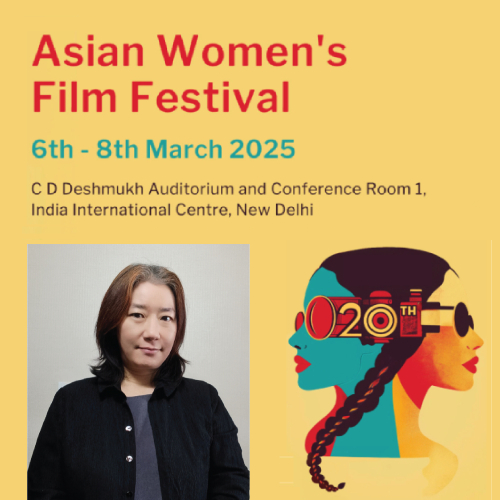 Asian Women's
Film Festival
6th - 8th March 2025
C D Deshmukh Auditorium and Conference Room 1,
India International Centre, New Delhi
20TH